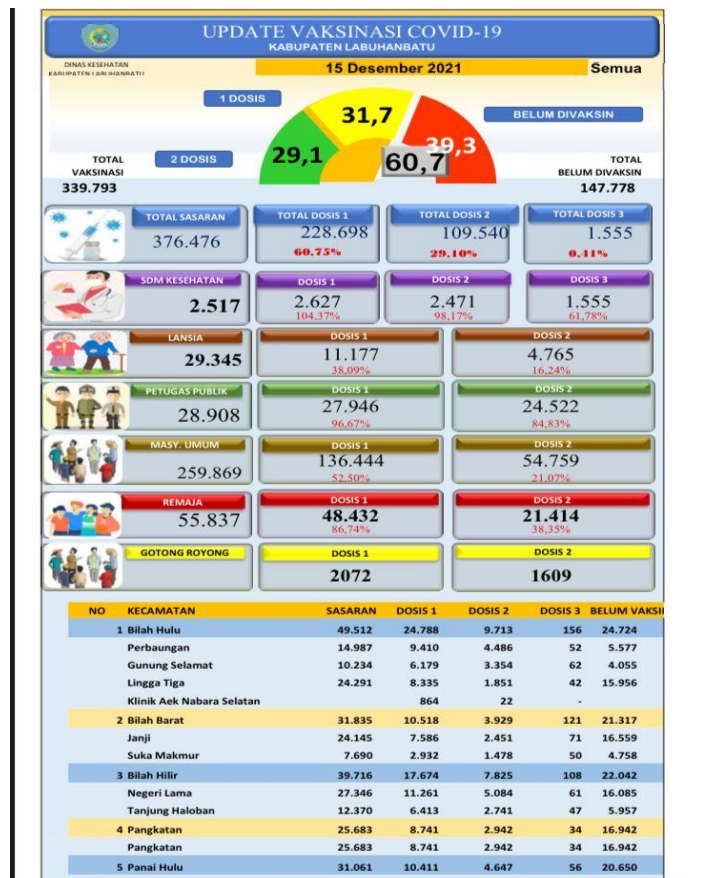 UPDATE VAKSINASI COVID-19
KABUPATEN LABUHANBATU
DINAS KESEHATAN
KABUPATEN LABUHANBATU
15 Desember 2021
Semua
1 DOSIS
31,7
BELUM DIVAKSIN
2 DOSIS
29,1
60,7
39,3
TOTAL
VAKSINASI
339.793
TOTAL
BELUM DIVAKSIN
147.778
TOTAL SASARAN
376.476
TOTAL DOSIS 1
228.698
60.75%
TOTAL DOSIS 2
109.540
29.10%
TOTAL DOSIS 3
1.555
0.41%
SDM KESEHATAN
2.517
DOSIS 1
2.627
104,37%
DOSIS 2
2.471
98,17%
DOSIS 3
1.555
61,78%
LANSIA
29.345
DOSIS 1
11.177
38,09%
DOSIS 2
4.765
16,24%
PETUGAS PUBLIK
28.908
DOSIS 1
27.946
96,67%
DOSIS 2
24.522
84,83%
MASY. UMUM
259.869
DOSIS 1
136.444
52,50%
DOSIS 2
54.759
21,07%
REMAJA
55.837
DOSIS 1
48.432
86,74%
DOSIS 2
21.414
38,35%
GOTONG ROYONG
DOSIS 1
2072
DOSIS 2
1609
NO KECAMATAN SASARAN DOSIS 1 DOSIS 2 DOSIS 3 BELUM VAKSI
1 Bilah Hulu 49.512 24.788 9.713 156 24.724
Perbaungan 14.987 9.410 4.486 52 5.577
Gunung Selamat 10.234 6.179 3.354 62 4.055
Lingga Tiga 24.291 8.335 1.851 42 15.956
Klinik Aek Nabara Selatan 864 22 -
2 Bilah Barat 31.835 10.518 3.929 121 21.317
Janji 24.145 7.586 2.451 71 16.559
Suka Makmur 7.690 2.932 1.478 50 4.758
3 Bilah Hilir 39.716 17.674 7.825 108 22.042
Negeri Lama 27.346 11.261 5.084 61 16.085
Tanjung Haloban 12.370 6.413 2.741 47 5.957
4 Pangkatan 25.683 8.741 2.942 34 16.942
Pangkatan 25.683 8.741 2.942 34 16.942
5 Panai Hulu 31.061 10.411 4.647 56 20.650